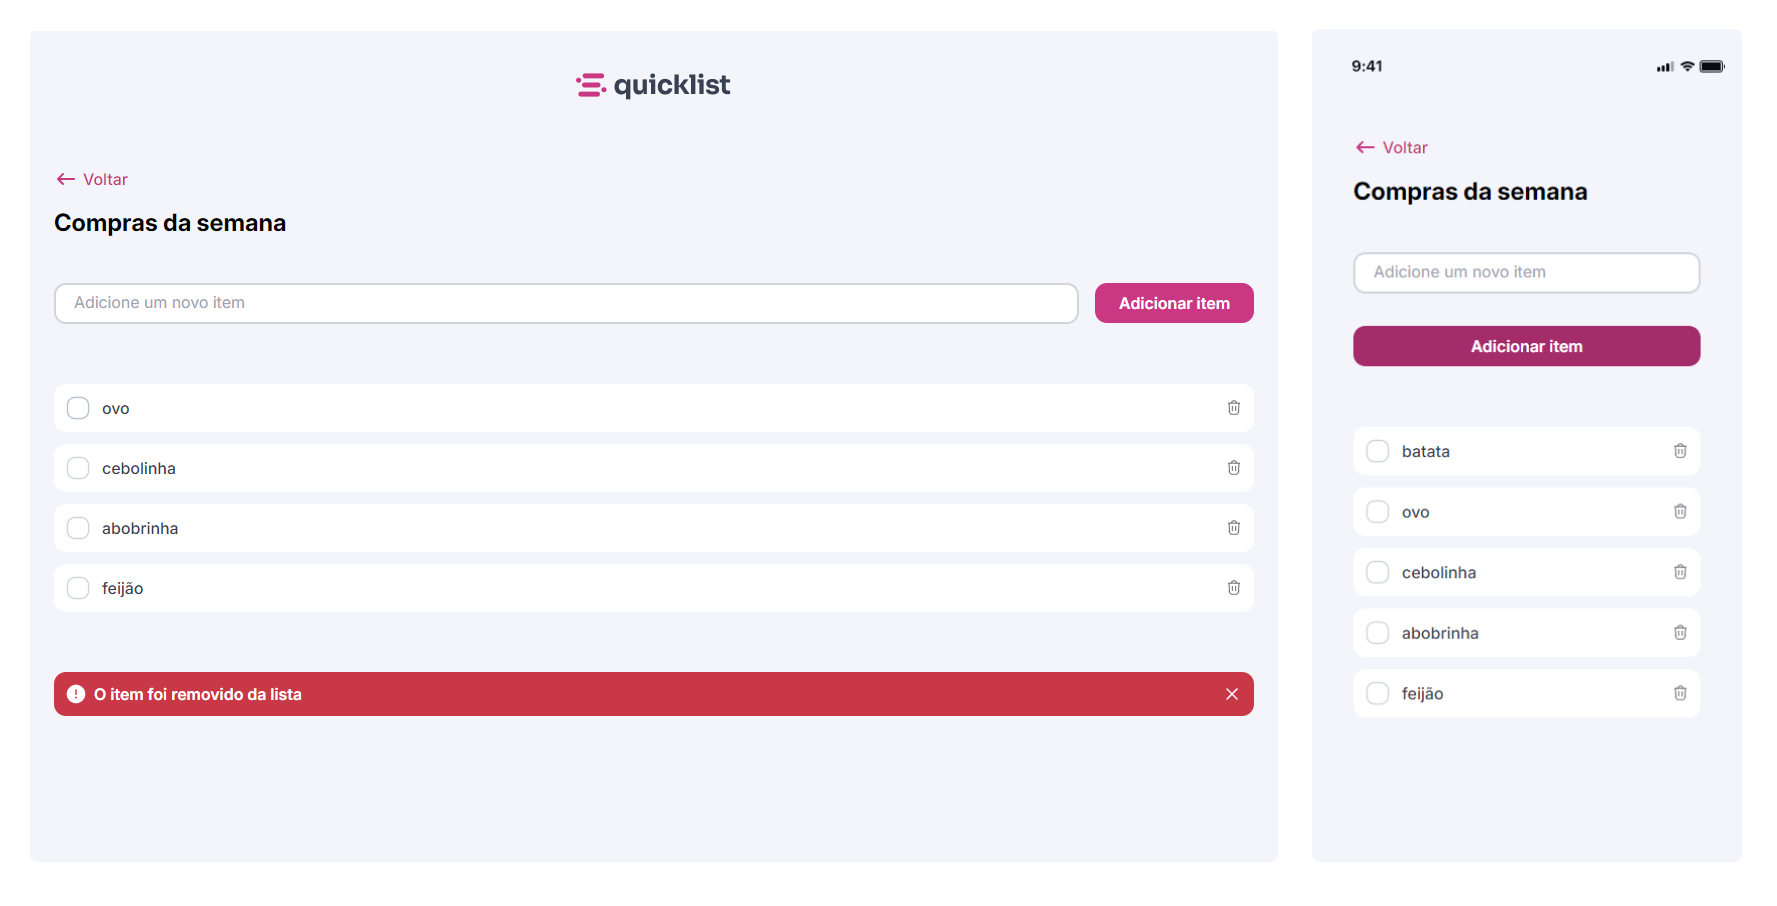 quicklist
Voltar
Compras da semana
Adicione um novo item
Adicionar item
ovo
cebolinha
abobrinha
feijão
O item foi removido da lista
9:41
Voltar
Compras da semana
Adicione um novo item
Adicionar item
batata
ovo
cebolinha
abobrinha
feijão